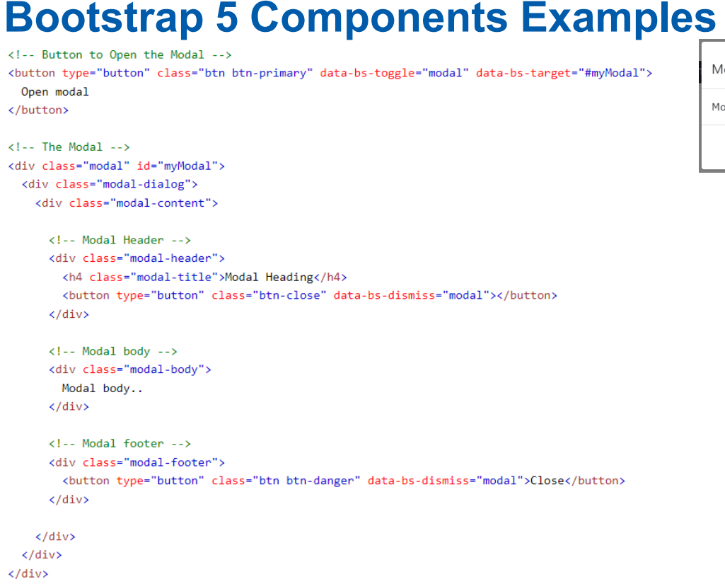 Bootstrap 5 Components Examples
<!-- Button to Open the Modal -->
<button type="button" class="btn btn-primary" data-bs-toggle="modal" data-bs-target="#myModal">
  Open modal
</button>

<!-- The Modal -->
<div class="modal" id="myModal">
  <div class="modal-dialog">
    <div class="modal-content">

      <!-- Modal Header -->
      <div class="modal-header">
        <h4 class="modal-title">Modal Heading</h4>
        <button type="button" class="btn-close" data-bs-dismiss="modal"></button>
      </div>

      <!-- Modal body -->
      <div class="modal-body">
        Modal body..
      </div>

      <!-- Modal footer -->
      <div class="modal-footer">
        <button type="button" class="btn btn-danger" data-bs-dismiss="modal">Close</button>
      </div>

    </div>
  </div>
</div>